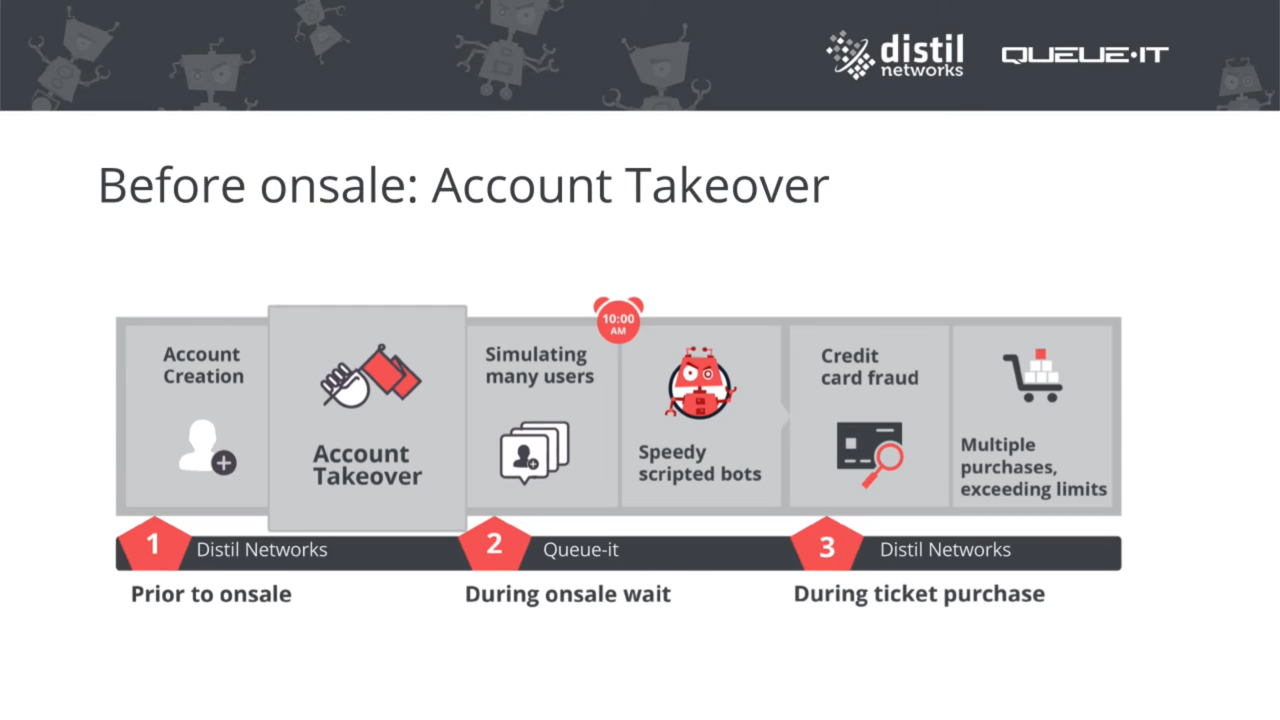 distil
networks
QUEUE•IT
Before onsale: Account Takeover
Account
Creation
Account
Takeover
Simulating
many users
10:00
AM
Speedy
scripted bots
Credit
card fraud
Multiple
purchases,
exceeding limits
1
Distil Networks
2
Queue-it
3
Distil Networks
Prior to onsale
During onsale wait
During ticket purchase